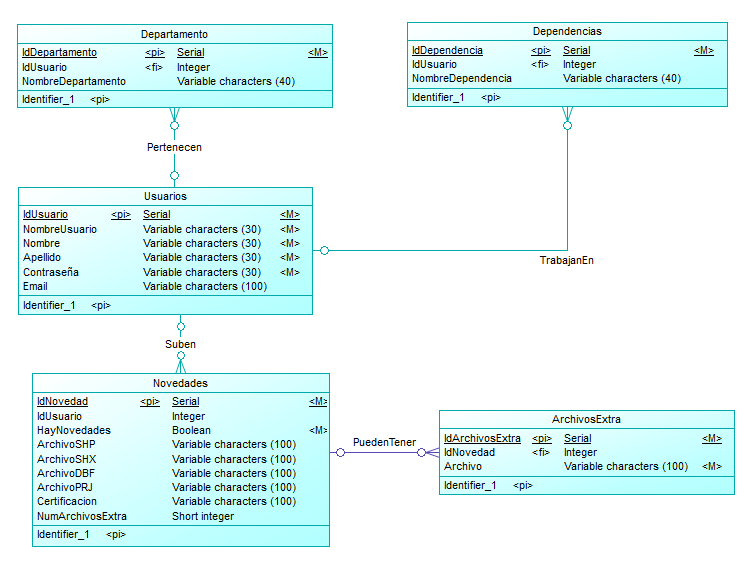 Departamento
IdDepartamento <pi> Serial <M>
IdUsuario <fi> Integer
NombreDepartamento Variable characters (40)
Identifier_1 <pi>
Dependencias
IdDependencia <pi> Serial <M>
IdUsuario <fi> Integer
NombreDependencia Variable characters (40)
Identifier_1 <pi>
Pertenecen
Usuarios
IdUsuario <pi> Serial <M>
NombreUsuario Variable characters (30) <M>
Nombre Variable characters (30) <M>
Apellido Variable characters (30) <M>
Contraseña Variable characters (30) <M>
Email Variable characters (100)
Identifier_1 <pi>
TrabajanEn
Suben
Novedades
IdNovedad <pi> Serial <M>
IdUsuario Integer
HayNovedades Boolean <M>
ArchivoSHP Variable characters (100)
ArchivoSHX Variable characters (100)
ArchivoDBF Variable characters (100)
ArchivoPRJ Variable characters (100)
Certificacion Variable characters (100)
NumArchivosExtra Short integer
Identifier_1 <pi>
PuedenTener
ArchivosExtra
IdArchivosExtra <pi> Serial <M>
IdNovedad <fi> Integer
Archivo Variable characters (100) <M>
Identifier_1 <pi>